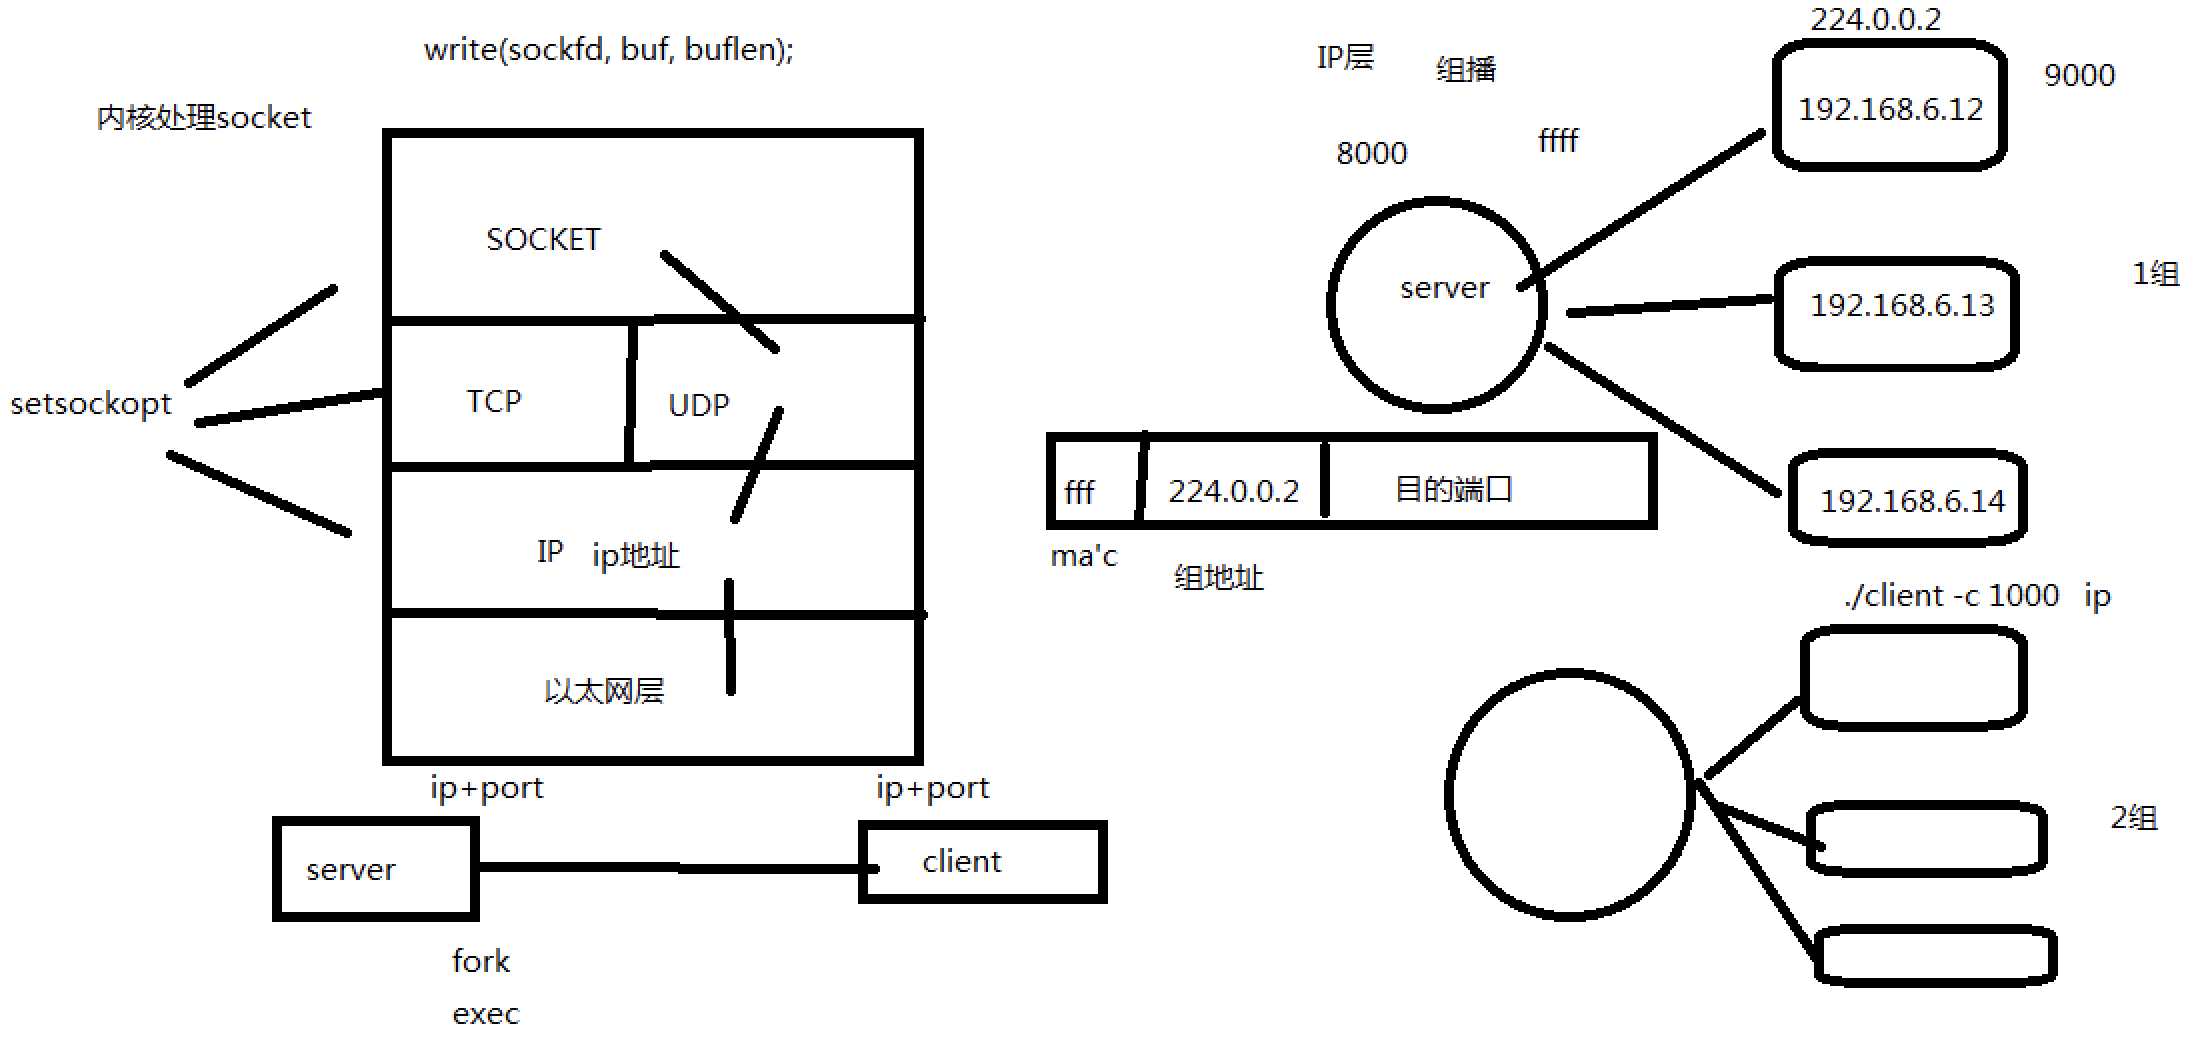 write(sockfd, buf, buflen);
内核处理socket
SOCKET
setsockopt
TCP
UDP
IP
ip地址
以太网层
ip+port
ip+port
server
client
fork
exec
IP层
组播
224.0.0.2
9000
192.168.6.12
8000
ffff
server
192.168.6.13
1组
fff
224.0.0.2
目的端口
192.168.6.14
ma'c
组地址
./client -c 1000 ip
2组